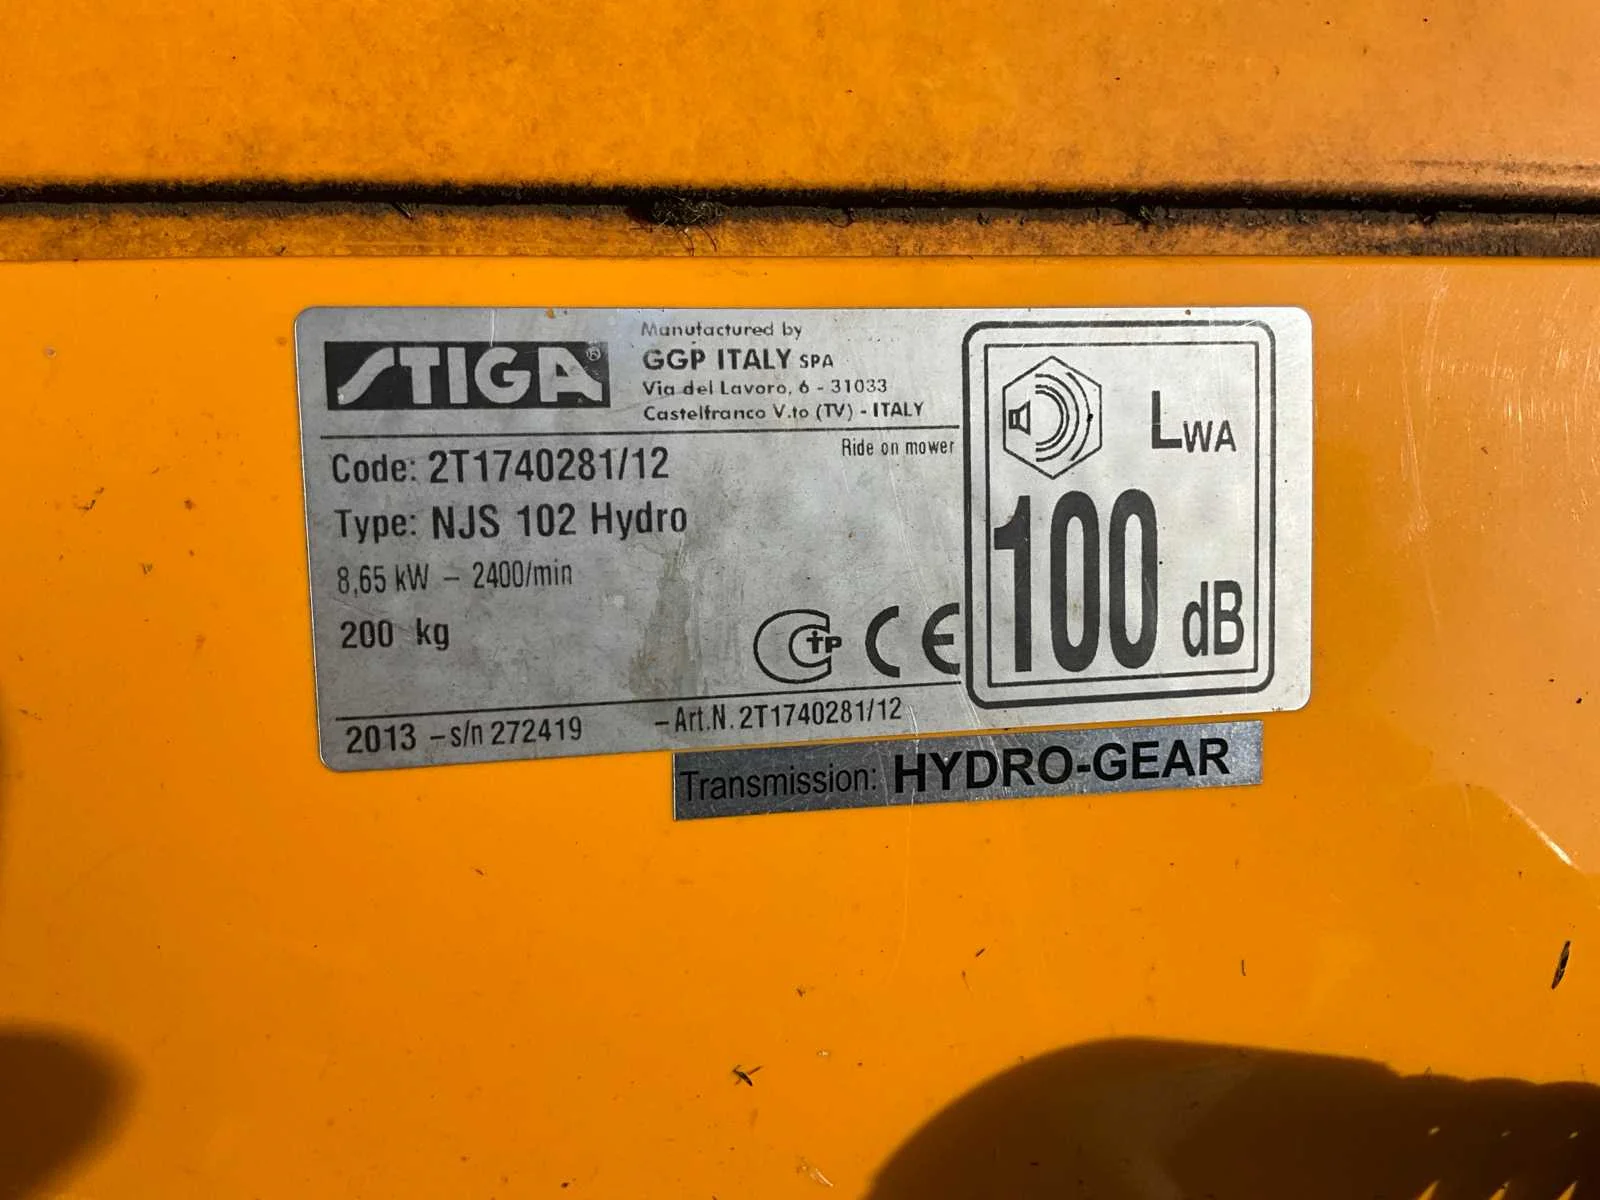 STIGA®
Manufactured by
GGP ITALY SPA
Via del Lavoro, 6 - 31033
Castelfranco V.to (TV) - ITALY
Ride on mower
Code: 2T1740281/12
Type: NJS 102 Hydro
8,65 kW - 2400/min
200 kg
CTP CE
2013 - s/n 272419 - Art.N. 2T1740281/12
LWA
100 dB
Transmission: HYDRO-GEAR